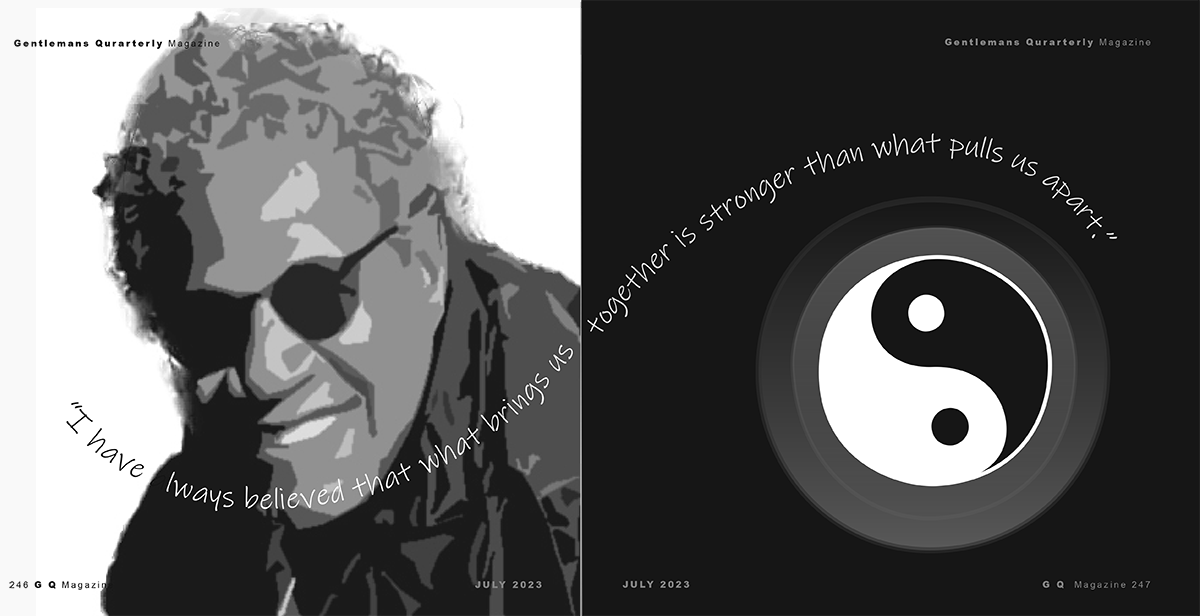 Gentlemans Qurarterly Magazine
Gentlemans Qurarterly Magazine
“I have lways believed that what brings us
together is stronger than what pulls us apart.”
246 G Q Magazin
JULY 2023
JULY 2023
G Q Magazine 247